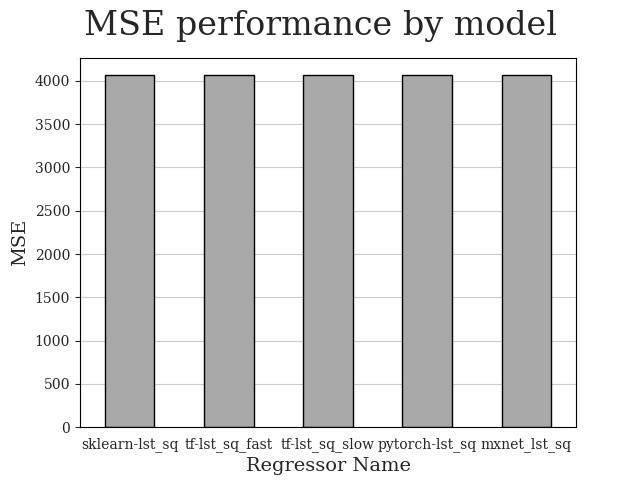 MSE performance by model
MSE
4000
3500
3000
2500
2000
1500
1000
500
0
sklearn-lst_sq tf-lst_sq_fast tf-lst_sq_slow pytorch-lst_sq mxnet_lst_sq
Regressor Name